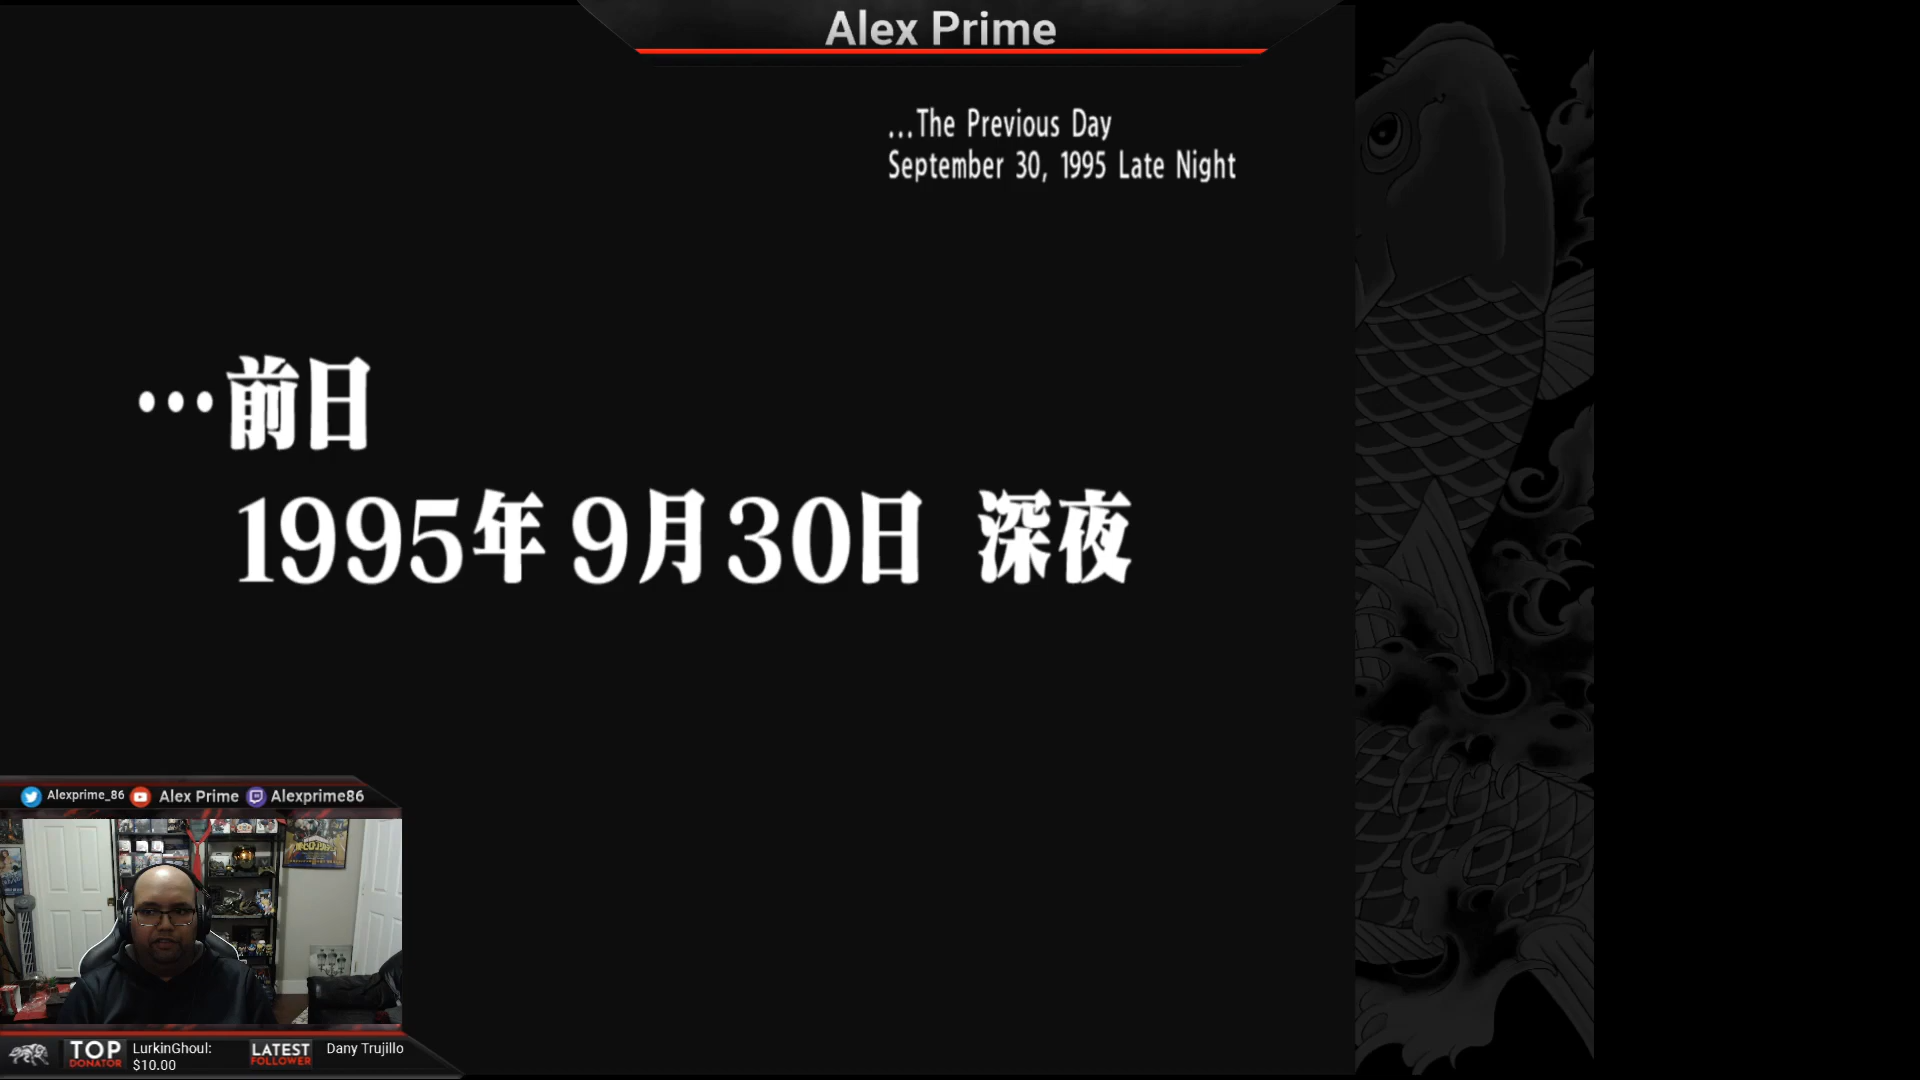 Alex Prime
...The Previous Day
September 30, 1995 Late Night
…前日
1995年9月30日 深夜
Alexprime_86 Alex Prime Alexprime86
TOP DONATOR LurkinGhoul: $10.00
LATEST FOLLOWER Dany Trujillo